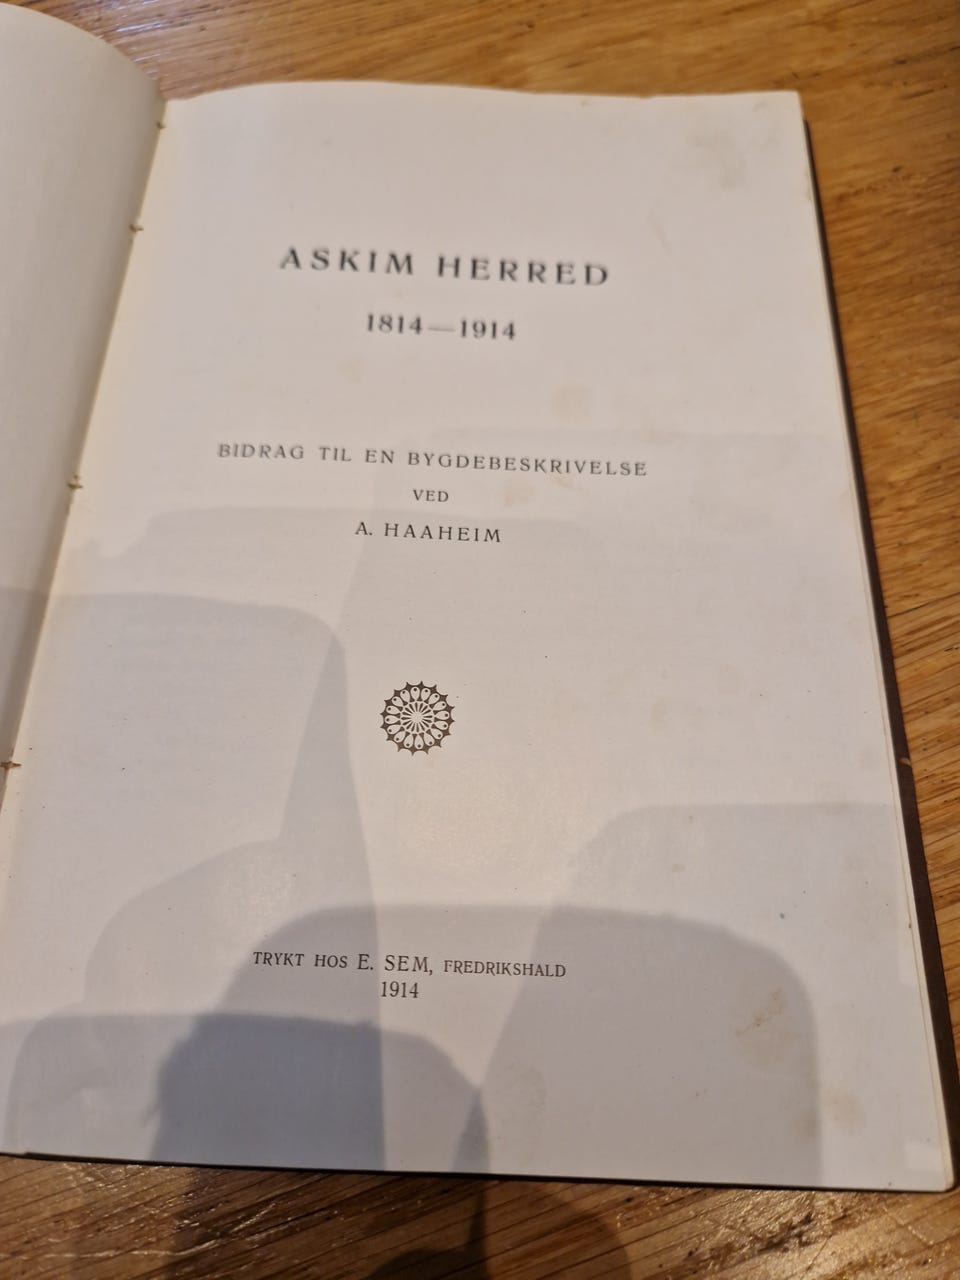 ASKIM HERRED
1814—1914
BIDRAG TIL EN BYGDEBESKRIVELSE
VED
A. HAAHEIM
TRYKT HOS E. SEM, FREDRIKSHALD
1914